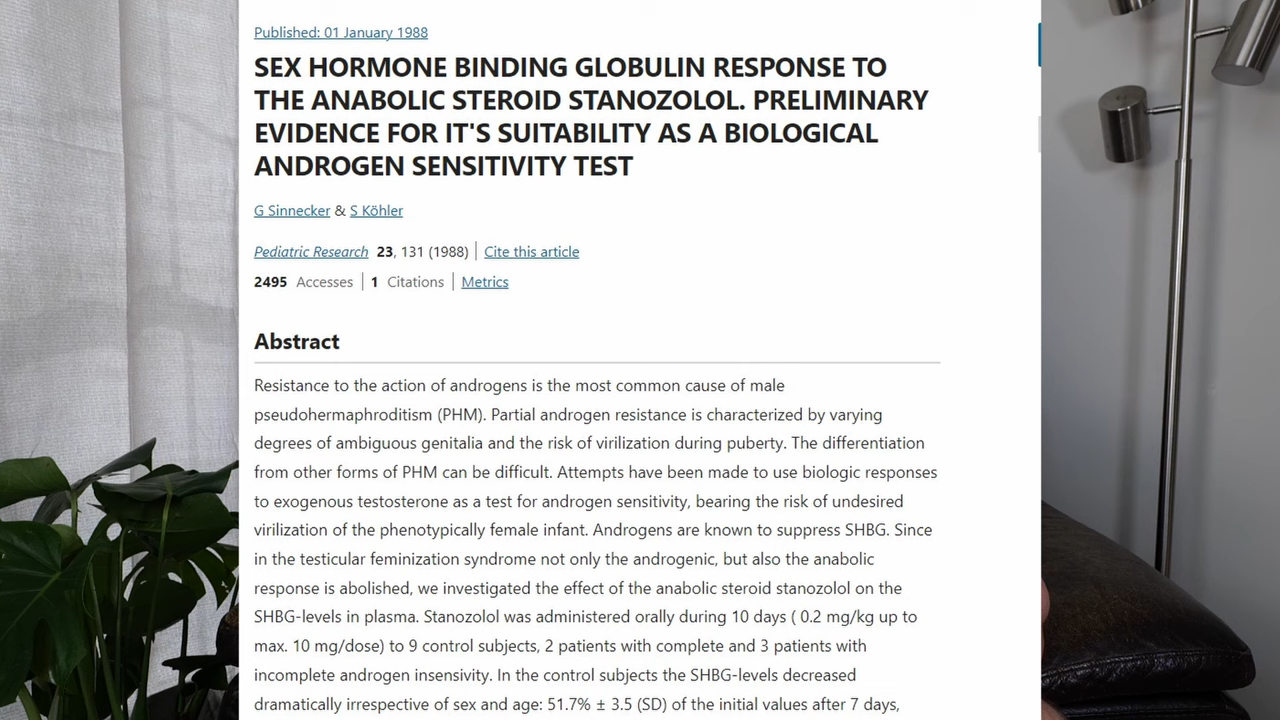 Published: 01 January 1988
SEX HORMONE BINDING GLOBULIN RESPONSE TO
THE ANABOLIC STEROID STANOZOLOL. PRELIMINARY
EVIDENCE FOR IT'S SUITABILITY AS A BIOLOGICAL
ANDROGEN SENSITIVITY TEST
G Sinnecker & S Köhler
Pediatric Research 23, 131 (1988) Cite this article
2495 Accesses 1 Citations Metrics
Abstract
Resistance to the action of androgens is the most common cause of male
pseudohermaphroditism (PHM). Partial androgen resistance is characterized by varying
degrees of ambiguous genitalia and the risk of virilization during puberty. The differentiation
from other forms of PHM can be difficult. Attempts have been made to use biologic responses
to exogenous testosterone as a test for androgen sensitivity, bearing the risk of undesired
virilization of the phenotypically female infant. Androgens are known to suppress SHBG. Since
in the testicular feminization syndrome not only the androgenic, but also the anabolic
response is abolished, we investigated the effect of the anabolic steroid stanozolol on the
SHBG-levels in plasma. Stanozolol was administered orally during 10 days ( 0.2 mg/kg up to
max. 10 mg/dose) to 9 control subjects, 2 patients with complete and 3 patients with
incomplete androgen insensivity. In the control subjects the SHBG-levels decreased
dramatically irrespective of sex and age: 51.7% ± 3.5 (SD) of the initial values after 7 days,